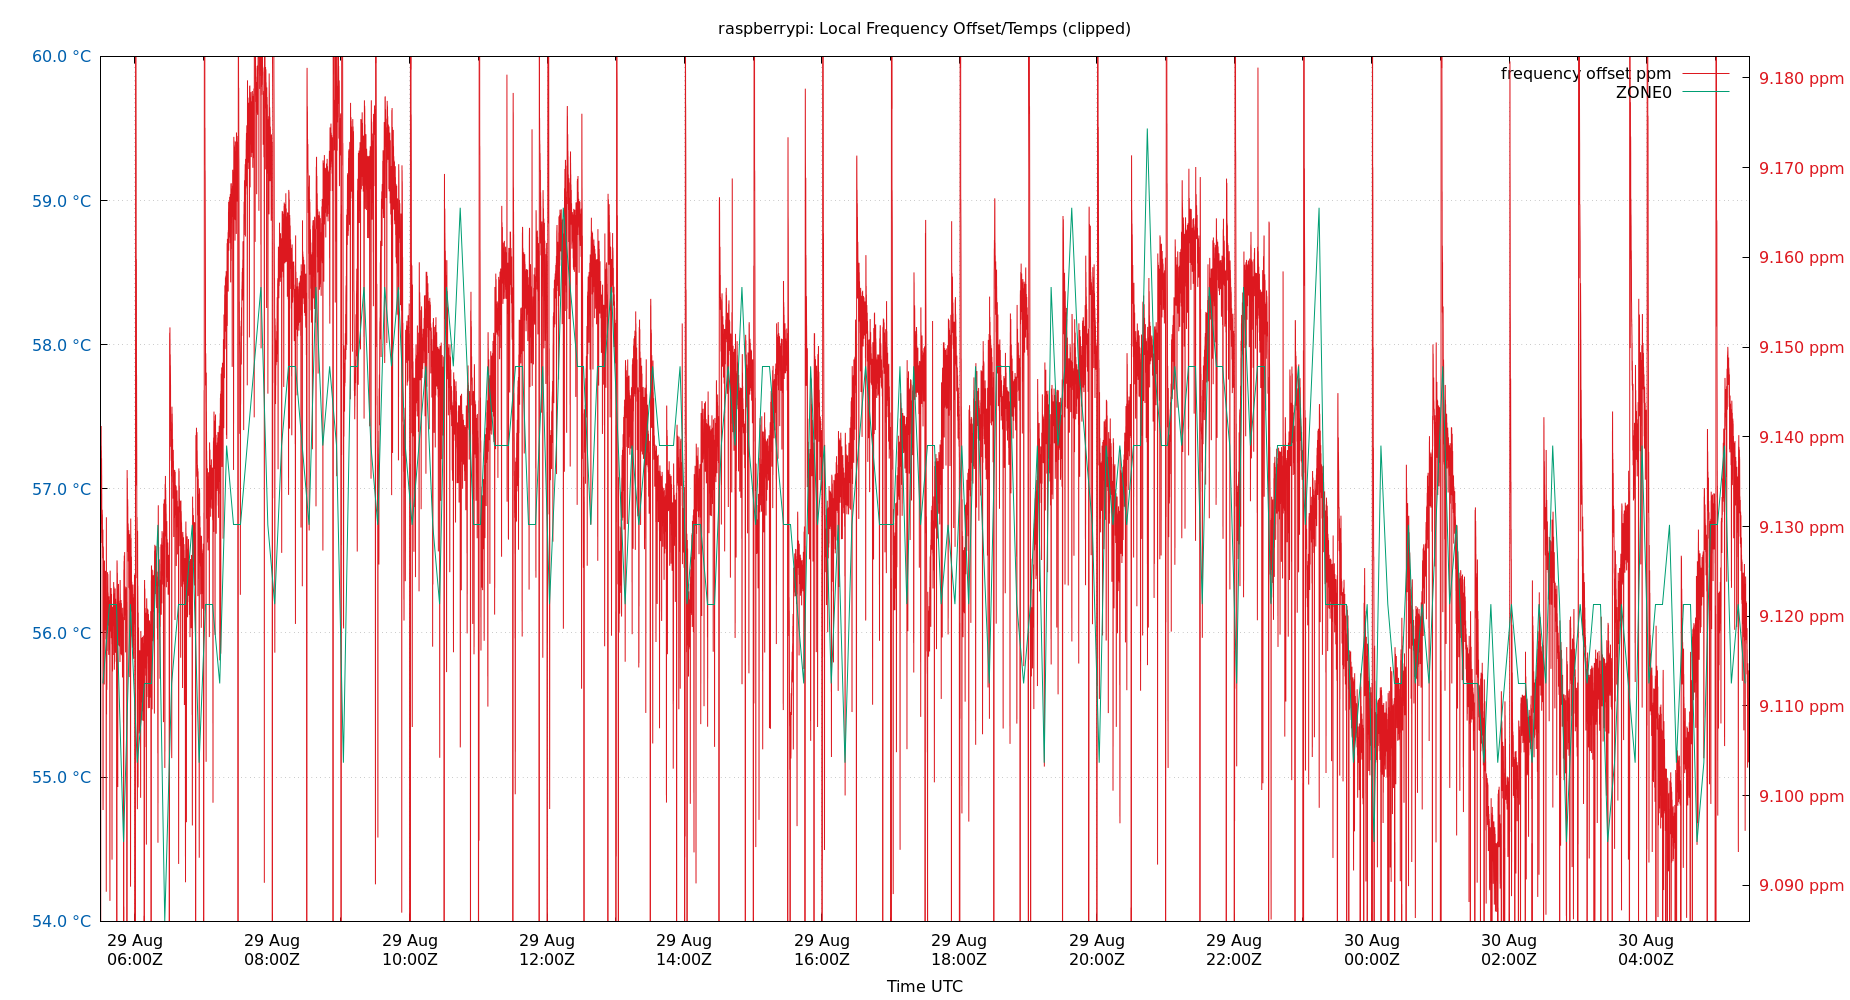 raspberrypi: Local Frequency Offset/Temps (clipped)
60.0 °C
59.0 °C
58.0 °C
57.0 °C
56.0 °C
55.0 °C
54.0 °C
frequency offset ppm
ZONE0
9.180 ppm
9.170 ppm
9.160 ppm
9.150 ppm
9.140 ppm
9.130 ppm
9.120 ppm
9.110 ppm
9.100 ppm
9.090 ppm
29 Aug 29 Aug 29 Aug 29 Aug 29 Aug 29 Aug 29 Aug 29 Aug 29 Aug 30 Aug 30 Aug 30 Aug
06:00Z 08:00Z 10:00Z 12:00Z 14:00Z 16:00Z 18:00Z 20:00Z 22:00Z 00:00Z 02:00Z 04:00Z
Time UTC